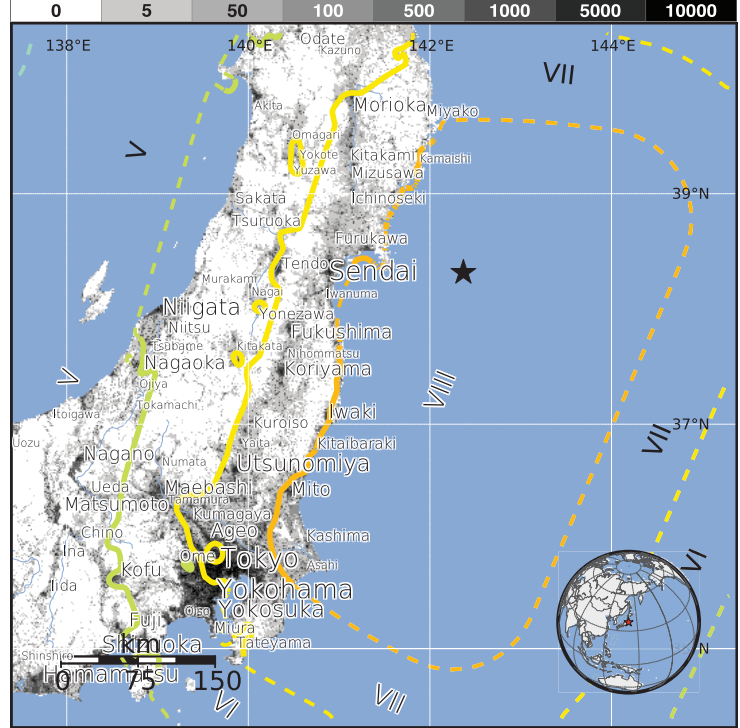 0 5 50 100 500 1000 5000 10000
138°E 140°E 142°E 144°E
Odate
Kazuno
VII
Akita
Morioka
Miyako
Omagari
V
Yokote
Kitakami
Kamaishi
Yuzawa
Mizusawa
Sakata
Ichinoseki
39°N
Tsuruoka
Furukawa
Tendo
Sendai
Murakami
Nagai
Iwanuma
Niigata
Yonezawa
Niitsu
Fukushima
Tsubame
Kitakata
Nihommatsu
Nagaoka
Koriyama
V
Ojiya
VIII
Tokamachi
Itoigawa
Iwaki
Kuroiso
37°N
Uozu
Yaita
Kitaibaraki
VII
Nagano
Numata
Utsunomiya
Ueda
Maebashi
Mito
Matsumoto
Tamamura
Kumagaya
Chino
Ageo
Kashima
Ina
Ome
Tokyo
Asahi
VI
Iida
Kofu
Yokohama
Oiso
Yokosuka
Fuji
Miura
km
Shizuoka
Tateyama
N
Shinshiro
Hamamatsu
0 75 150
VI
VII